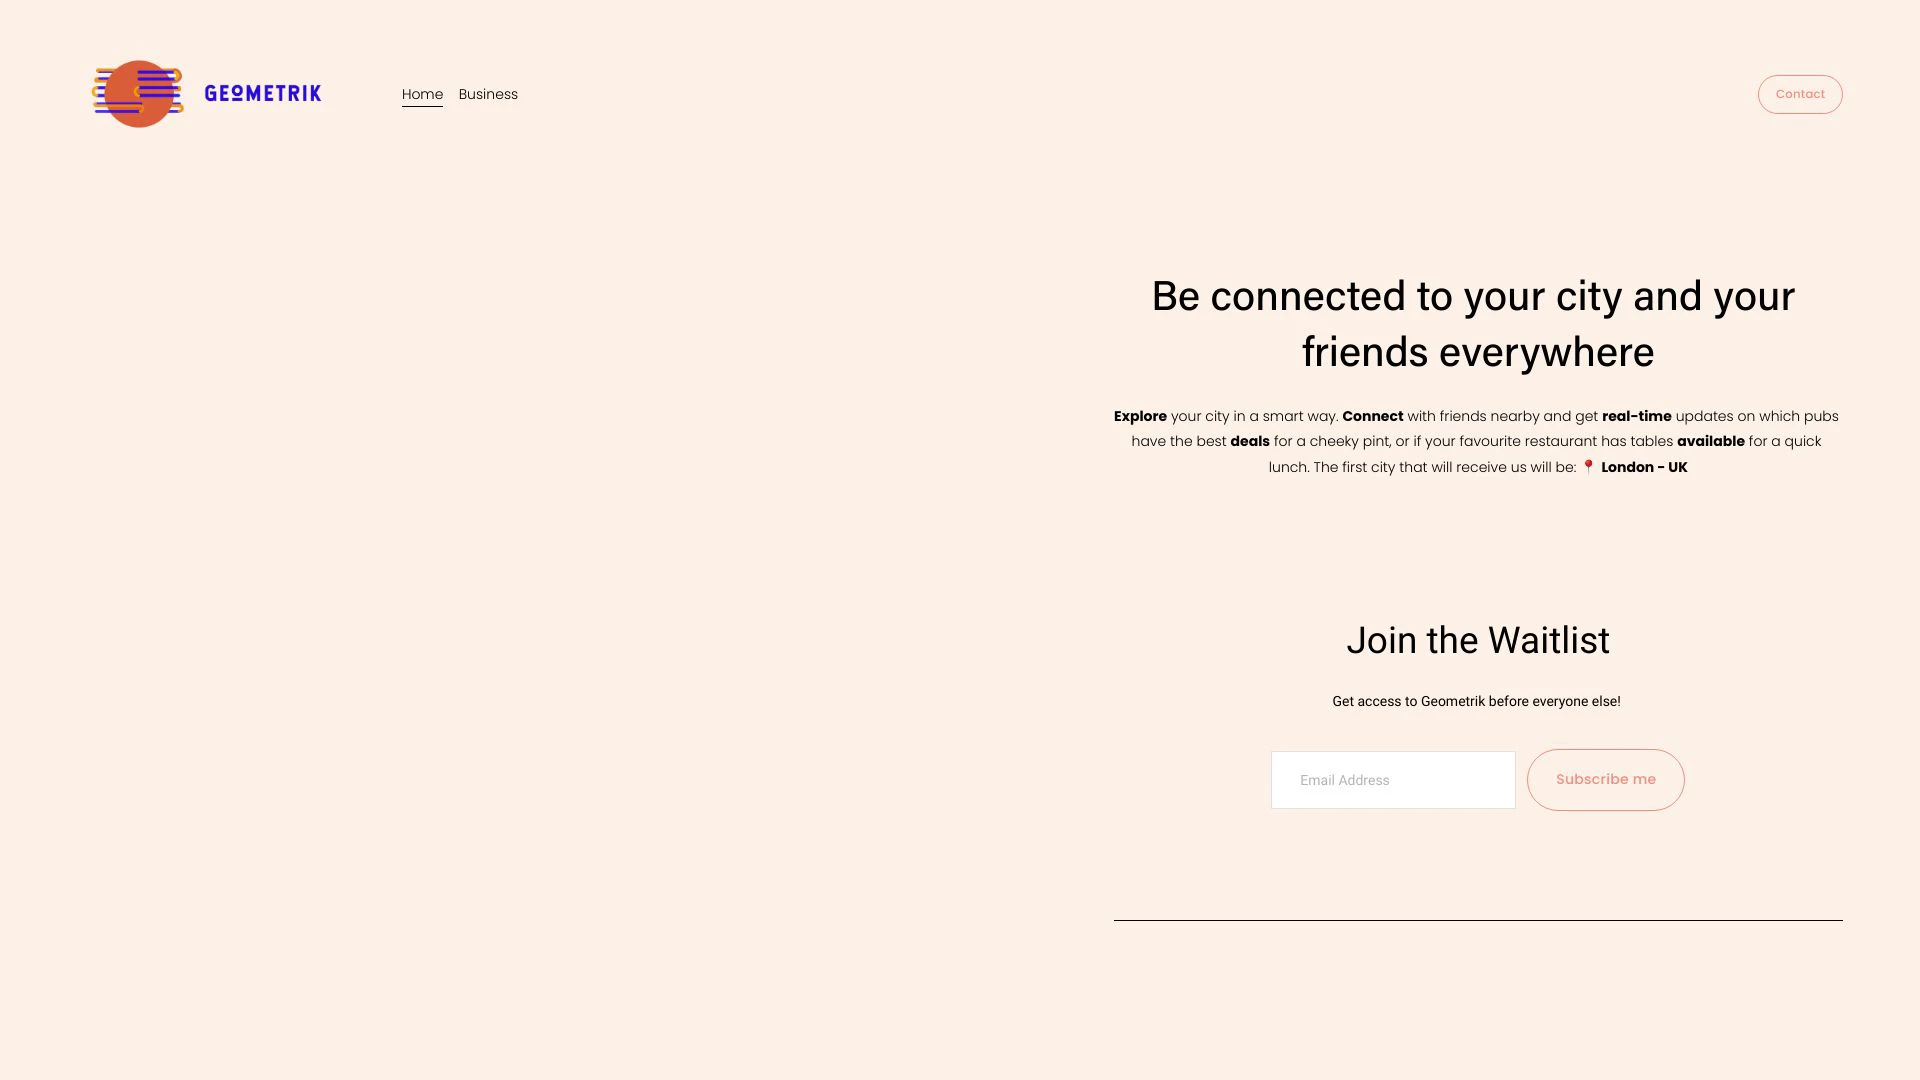 GEOMETRIK
Home Business
Contact
Be connected to your city and your
friends everywhere
Explore your city in a smart way. Connect with friends nearby and get real-time updates on which pubs
have the best deals for a cheeky pint, or if your favourite restaurant has tables available for a quick
lunch. The first city that will receive us will be: 📍 London - UK
Join the Waitlist
Get access to Geometrik before everyone else!
Email Address
Subscribe me